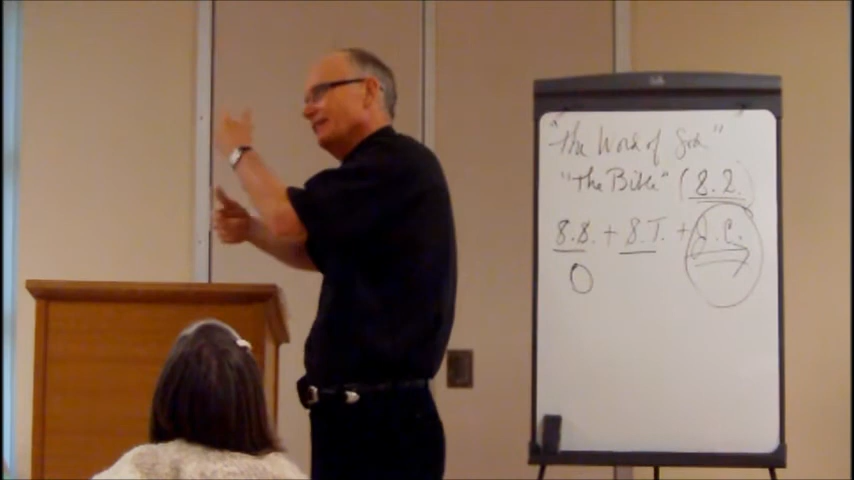 "The Word of God"
"The Bible" (8.2.)
8.8. + 8.T. + J.C.
O